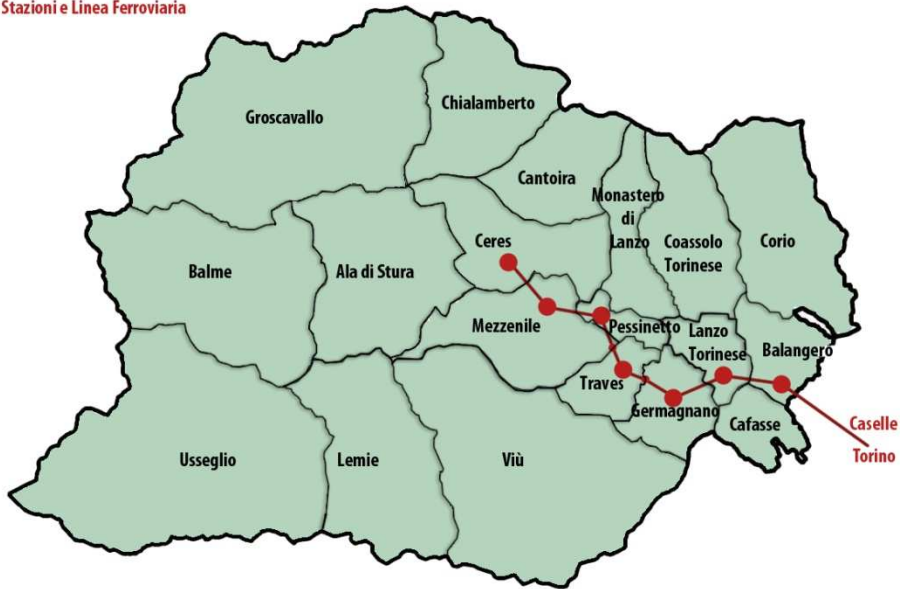 Stazioni e Linea Ferroviaria
Chialamberto
Groscavallo
Cantoira
Monastero
di
Lanzo
Ceres
Coassolo
Torinese
Corio
Balme
Ala di Stura
Mezzenile
Pessinetto
Lanzo
Torinese
Balangero
Traves
Germagnano
Cafasse
Caselle
Torino
Usseglio
Lemie
Viù